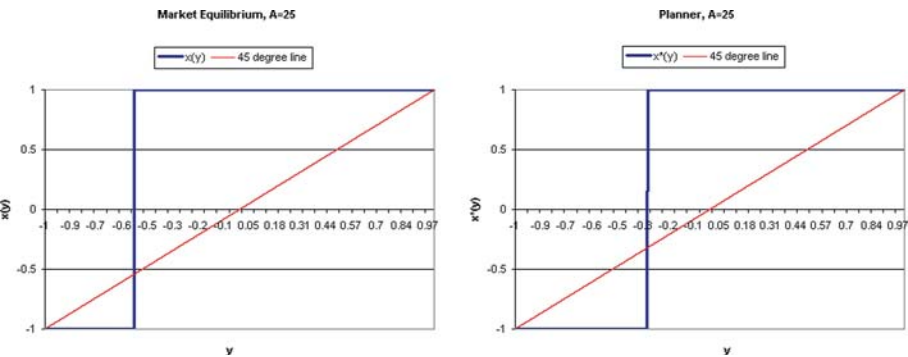 Market Equilibrium, A=25
x(y) 45 degree line
1
0.5
0
-0.5
-1
x(y)
-1 -0.9 -0.7 -0.6 -0.5 -0.3 -0.2 -0.1 0.05 0.18 0.31 0.44 0.57 0.7 0.84 0.97
y
Planner, A=25
x*(y) 45 degree line
1
0.5
0
-0.5
-1
x*(y)
-1 -0.9 -0.7 -0.6 -0.5 -0.3 -0.2 -0.1 0.05 0.18 0.31 0.44 0.57 0.7 0.84 0.97
y